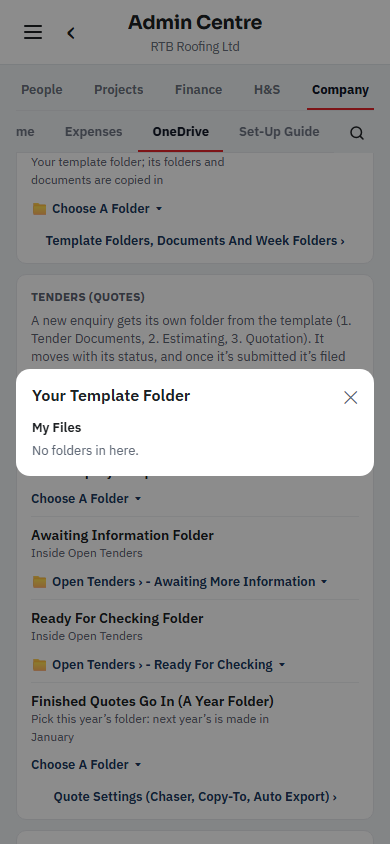 Admin Centre
RTB Roofing Ltd
People Projects Finance H&S Company
me Expenses OneDrive Set-Up Guide
Your template folder; its folders and
documents are copied in
Choose A Folder
Template Folders, Documents And Week Folders ›
TENDERS (QUOTES)
A new enquiry gets its own folder from the template (1.
Tender Documents, 2. Estimating, 3. Quotation). It
moves with its status, and once it's submitted it's filed
Your Template Folder
My Files
No folders in here.
Choose A Folder
Awaiting Information Folder
Inside Open Tenders
Open Tenders › - Awaiting More Information
Ready For Checking Folder
Inside Open Tenders
Open Tenders › - Ready For Checking
Finished Quotes Go In (A Year Folder)
Pick this year's folder: next year's is made in
January
Choose A Folder
Quote Settings (Chaser, Copy-To, Auto Export) ›